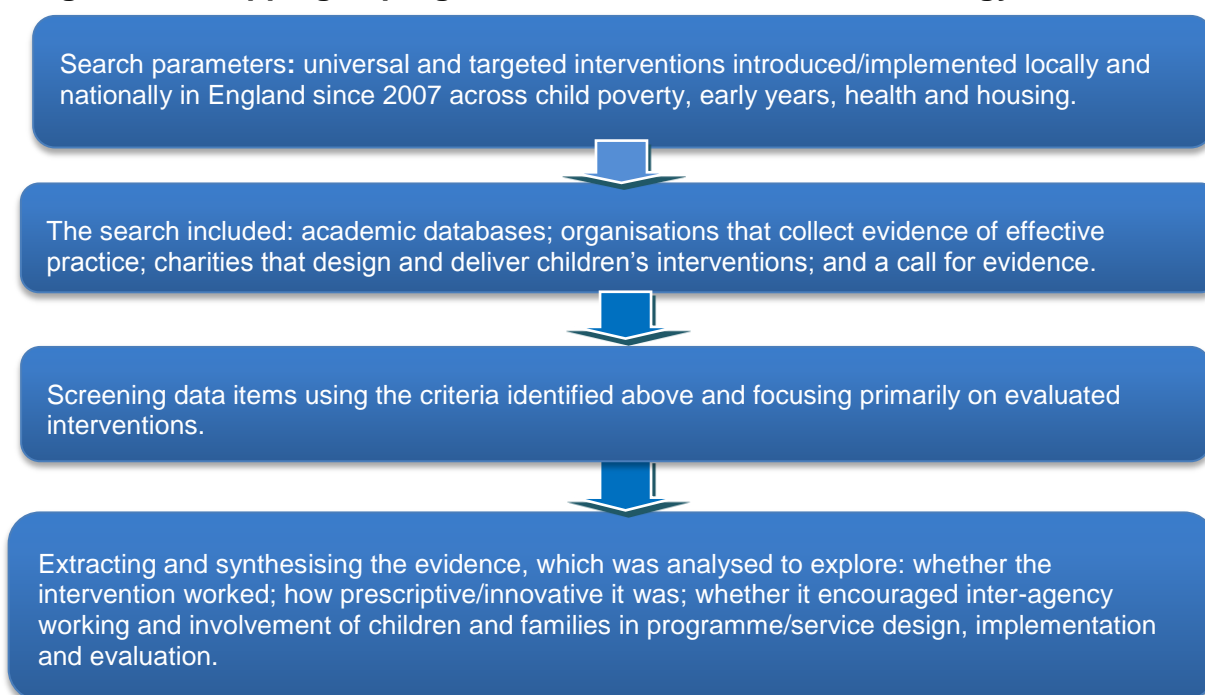 Search parameters: universal and targeted interventions introduced/implemented locally and
nationally in England since 2007 across child poverty, early years, health and housing.
The search included: academic databases; organisations that collect evidence of effective
practice; charities that design and deliver children’s interventions; and a call for evidence.
Screening data items using the criteria identified above and focusing primarily on evaluated
interventions.
Extracting and synthesising the evidence, which was analysed to explore: whether the
intervention worked; how prescriptive/innovative it was; whether it encouraged inter-agency
working and involvement of children and families in programme/service design, implementation
and evaluation.